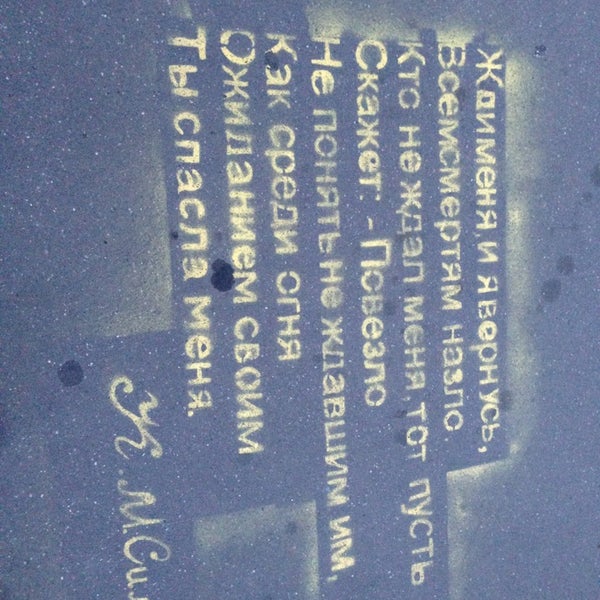 Жди меня и я вернусь,
Всем смертям назло.
Кто не ждал меня, тот пусть
Скажет: - Повезло
Не понять не ждавшим им,
Как среди огня
Ожиданием своим
Ты спасла меня.
К.М.Сим